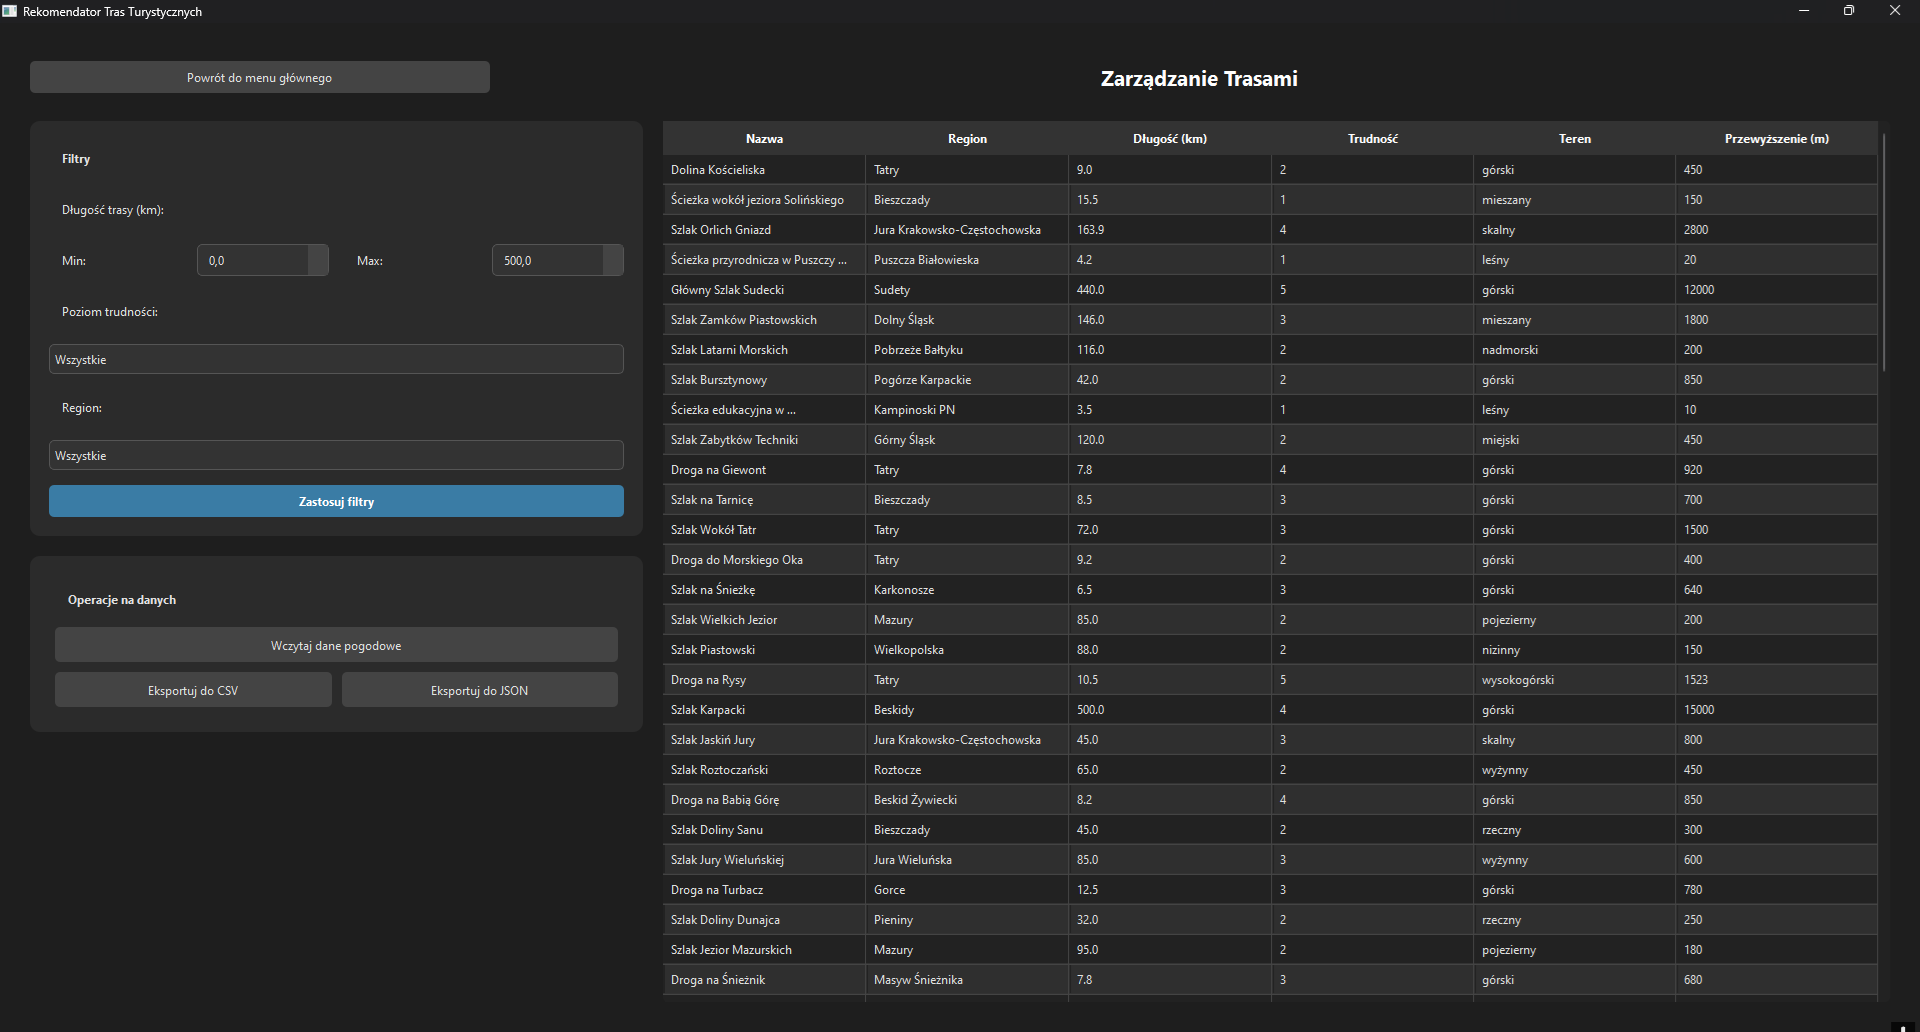 Rekomendator Tras Turystycznych
Powrót do menu głównego
Zarządzanie Trasami
Filtry
Długość trasy (km):
Min: 0,0 Max: 500,0
Poziom trudności:
Wszystkie
Region:
Wszystkie
Zastosuj filtry
Operacje na danych
Wczytaj dane pogodowe
Eksportuj do CSV Eksportuj do JSON
Nazwa Region Długość (km) Trudność Teren Przewyższenie (m)
Dolina Kościeliska Tatry 9.0 2 górski 450
Ścieżka wokół jeziora Solińskiego Bieszczady 15.5 1 mieszany 150
Szlak Orlich Gniazd Jura Krakowsko-Częstochowska 163.9 4 skalny 2800
Ścieżka przyrodnicza w Puszczy ... Puszcza Białowieska 4.2 1 leśny 20
Główny Szlak Sudecki Sudety 440.0 5 górski 12000
Szlak Zamków Piastowskich Dolny Śląsk 146.0 3 mieszany 1800
Szlak Latarni Morskich Pobrzeże Bałtyku 116.0 2 nadmorski 200
Szlak Bursztynowy Pogórze Karpackie 42.0 2 górski 850
Ścieżka edukacyjna w ... Kampinoski PN 3.5 1 leśny 10
Szlak Zabytków Techniki Górny Śląsk 120.0 2 miejski 450
Droga na Giewont Tatry 7.8 4 górski 920
Szlak na Tarnicę Bieszczady 8.5 3 górski 700
Szlak Wokół Tatr Tatry 72.0 3 górski 1500
Droga do Morskiego Oka Tatry 9.2 2 górski 400
Szlak na Śnieżkę Karkonosze 6.5 3 górski 640
Szlak Wielkich Jezior Mazury 85.0 2 pojezierny 200
Szlak Piastowski Wielkopolska 88.0 2 nizinny 150
Droga na Rysy Tatry 10.5 5 wysokogórski 1523
Szlak Karpacki Beskidy 500.0 4 górski 15000
Szlak Jaskiń Jury Jura Krakowsko-Częstochowska 45.0 3 skalny 800
Szlak Roztoczański Roztocze 65.0 2 wyżynny 450
Droga na Babią Górę Beskid Żywiecki 8.2 4 górski 850
Szlak Doliny Sanu Bieszczady 45.0 2 rzeczny 300
Szlak Jury Wieluńskiej Jura Wieluńska 85.0 3 wyżynny 600
Droga na Turbacz Gorce 12.5 3 górski 780
Szlak Doliny Dunajca Pieniny 32.0 2 rzeczny 250
Szlak Jezior Mazurskich Mazury 95.0 2 pojezierny 180
Droga na Śnieżnik Masyw Śnieżnika 7.8 3 górski 680